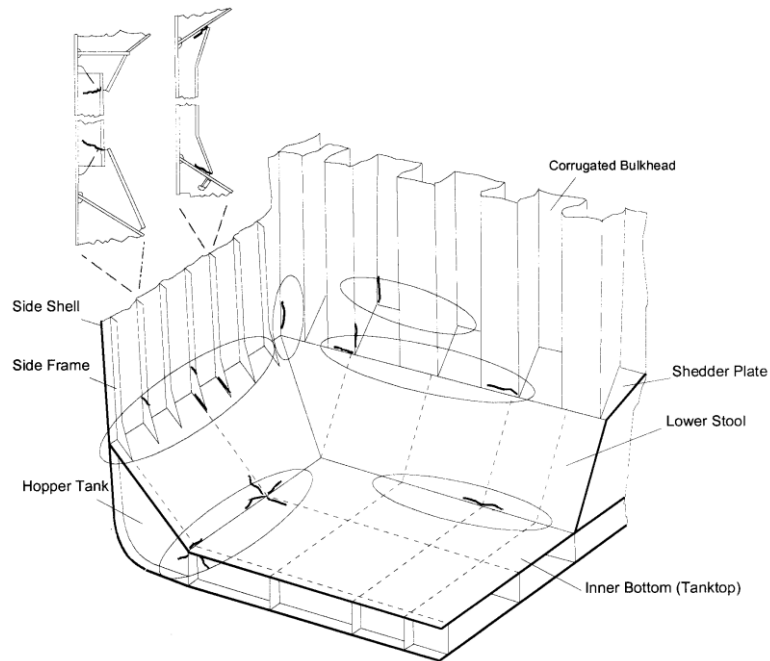 Corrugated Bulkhead
Side Shell
Side Frame
Shedder Plate
Lower Stool
Hopper Tank
Inner Bottom (Tanktop)